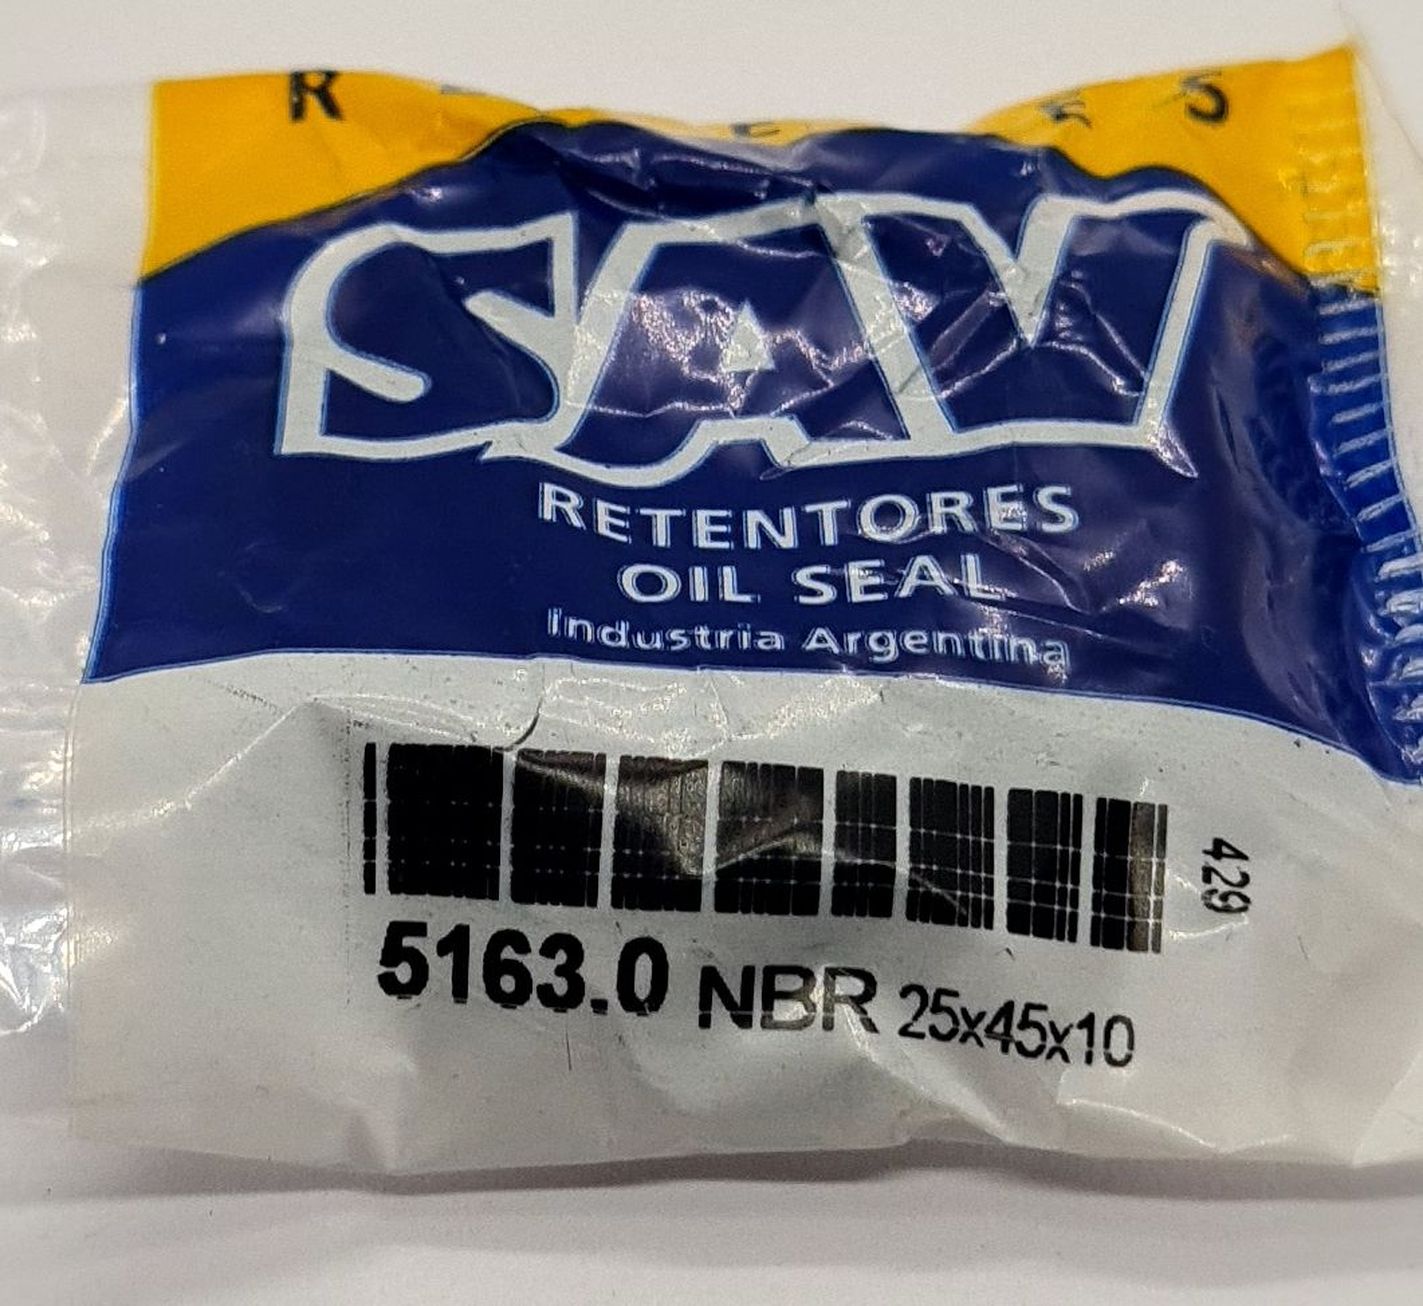 SAV
RETENTORES
OIL SEAL
Industria Argentina
429
5163.0 NBR 25x45x10